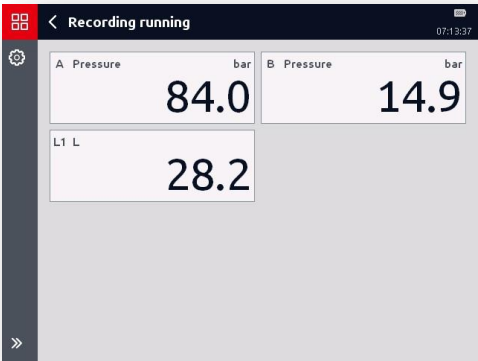 Recording running
07:13:37
A Pressure bar
84.0
B Pressure bar
14.9
L1 L
28.2